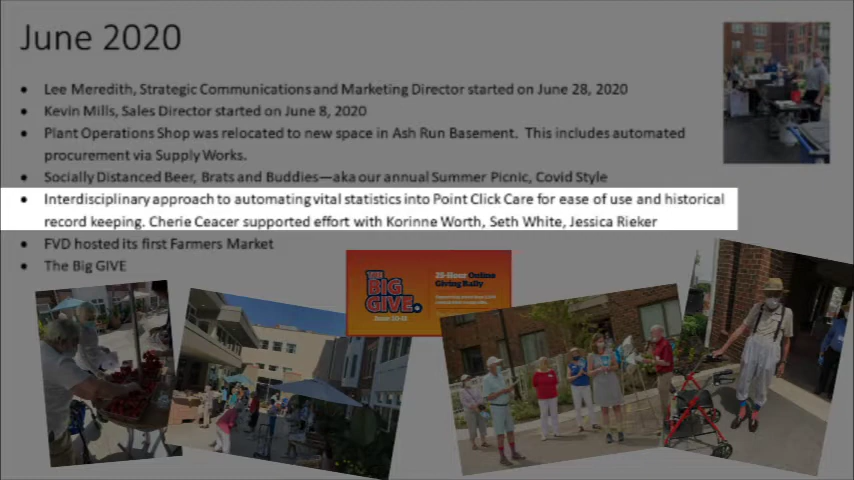 June 2020
• Lee Meredith, Strategic Communications and Marketing Director started on June 28, 2020
• Kevin Mills, Sales Director started on June 8, 2020
• Plant Operations Shop was relocated to new space in Ash Run Basement. This includes automated
procurement via SupplyWorks.
• Socially Distanced Beer, Brats and Buddies—aka our annual Summer Picnic, Covid Style
• Interdisciplinary approach to automating vital statistics into Point Click Care for ease of use and historical
record keeping. Cherie Ceacer supported effort with Korinne Worth, Seth White, Jessica Rieker
• FVD hosted its first Farmers Market
• The Big GIVE
THE
BIG
GIVE.
25-Hour Online
Giving Rally